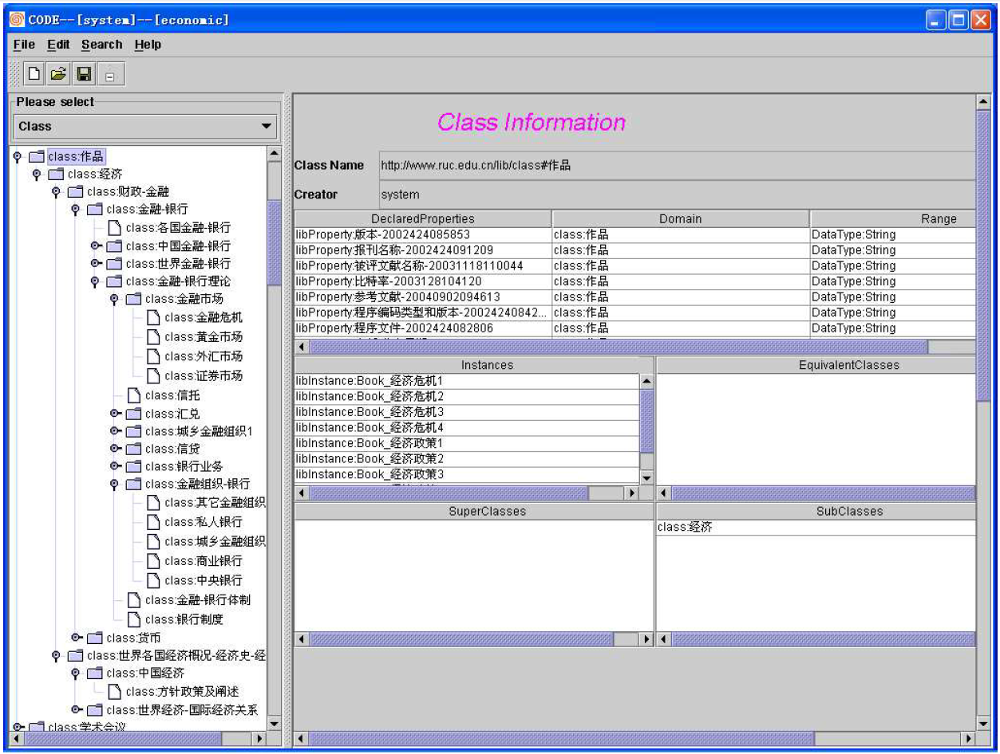 CODE--[system]--[economic]
File Edit Search Help
Please select
Class
class:作品
class:经济
class:财政-金融
class:金融-银行
class:各国金融-银行
class:中国金融-银行
class:世界金融-银行
class:金融-银行理论
class:金融市场
class:金融危机
class:黄金市场
class:外汇市场
class:证券市场
class:信托
class:汇兑
class:城乡金融组织1
class:信贷
class:银行业务
class:金融组织-银行
class:其它金融组织
class:私人银行
class:城乡金融组织
class:商业银行
class:中央银行
class:金融-银行体制
class:银行制度
class:货币
class:世界各国经济概况-经济史-经
class:中国经济
class:方针政策及阐述
class:世界经济-国际经济关系
class:学术会议
Class Information
Class Name http://www.ruc.edu.cn/lib/class#作品
Creator system
DeclaredProperties Domain Range
libProperty:版本-2002424085853 class:作品 DataType:String
libProperty:报刊名称-2002424091209 class:作品 DataType:String
libProperty:被评文献名称-20031118110044 class:作品 DataType:String
libProperty:比特率-2003128104120 class:作品 DataType:String
libProperty:参考文献-20040902094613 class:作品 DataType:String
libProperty:程序编码类型和版本-20024240842... class:作品 DataType:String
libProperty:程序文件-2002424082806 class:作品 DataType:String
Instances EquivalentClasses
libInstance:Book_经济危机1
libInstance:Book_经济危机2
libInstance:Book_经济危机3
libInstance:Book_经济危机4
libInstance:Book_经济政策1
libInstance:Book_经济政策2
libInstance:Book_经济政策3
SuperClasses SubClasses
class:经济